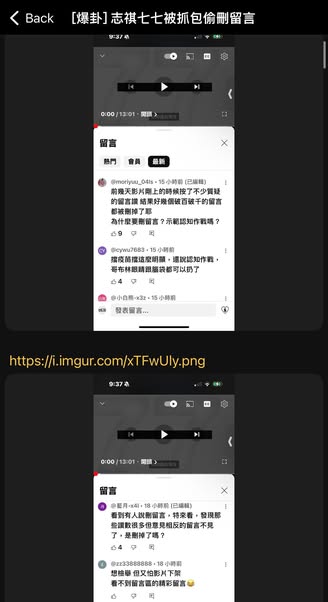 Back
[爆卦] 志祺七七被抓包偷刪留言
9:37
0:00 / 13:01 · 開頭 >
留言
熱門
會員
最新
@moriyuu_04ls • 15 小時前 (已編輯)
前幾天影片剛上的時候按了不少質疑
的留言讚 結果好幾個破百破千的留言
都被刪掉了耶
為什麼要刪留言？示範認知作戰嗎？
9
@cywu7683 • 15 小時前
擋疫苗擋這麼明顯，還說認知作戰，
哥布林眼睛跟腦袋都可以扔了
4
@小白熊-x3z • 15 小時前
發表留言...
https://i.imgur.com/xTFwUIy.png
9:37
0:00 / 13:01 · 開頭 >
留言
@藍月-x4l • 18 小時前 (已編輯)
看到有人說刪留言，特來看，發現那
些讚數很多但意見相反的留言不見
了，是刪掉了嗎？
4
@zz33888888 • 18 小時前
想檢舉 但又怕影片下架
看不到留言區的精彩留言😂